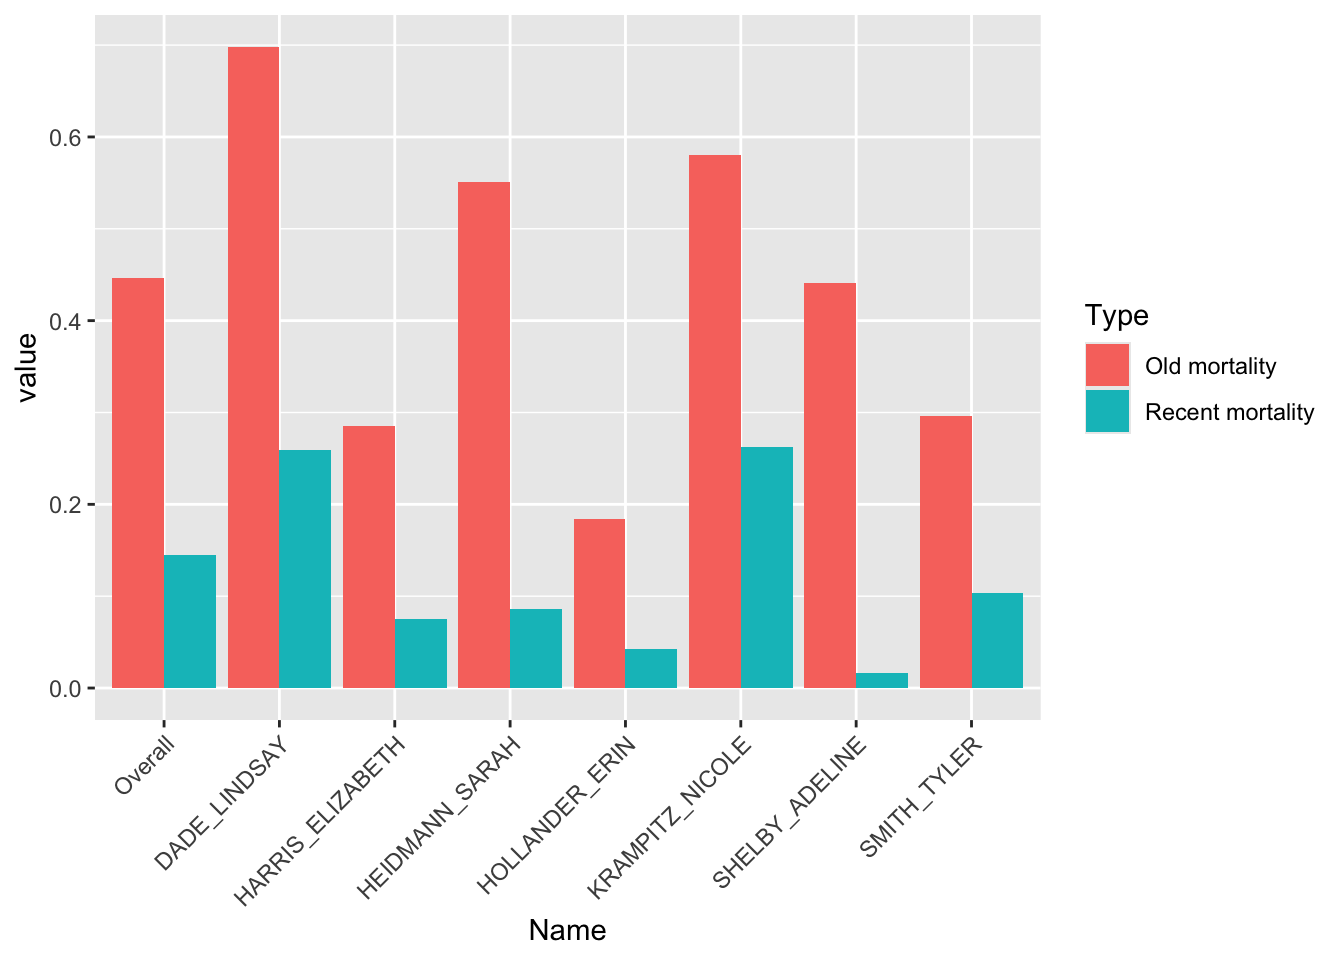 value
0.6
0.4
0.2
0.0
Overall
DADE_LINDSAY
HARRIS_ELIZABETH
HEIDMANN_SARAH
HOLLANDER_ERIN
KRAMPITZ_NICOLE
SHELBY_ADELINE
SMITH_TYLER
Name
Type
Old mortality
Recent mortality